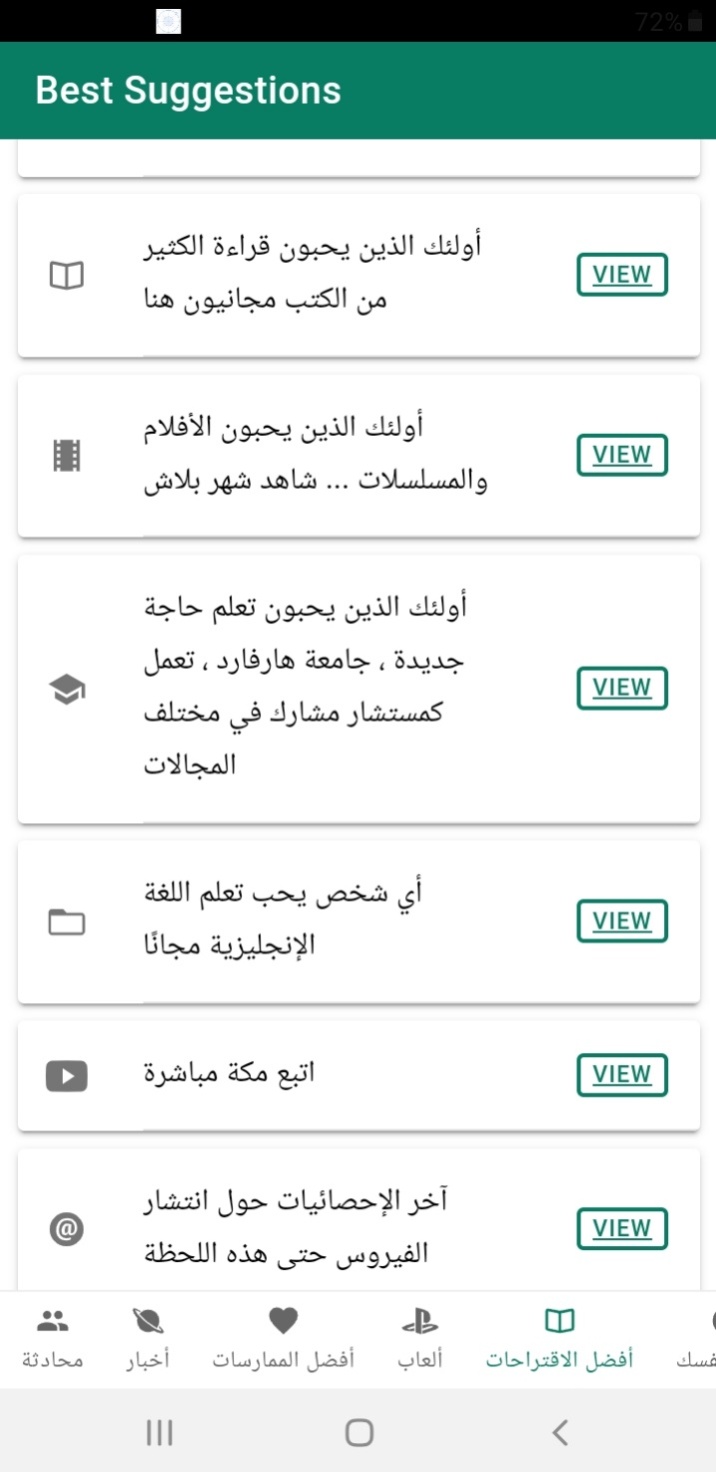 72%
Best Suggestions
أولئك الذين يحبون قراءة الكثير
من الكتب مجانيون هنا
VIEW
أولئك الذين يحبون الأفلام
والمسلسلات ... شاهد شهر بلاش
VIEW
أولئك الذين يحبون تعلم حاجة
جديدة ، جامعة هارفارد ، تعمل
كمستشار مشارك في مختلف
المجالات
VIEW
أي شخص يحب تعلم اللغة
الإنجليزية مجانًا
VIEW
اتبع مكة مباشرة
VIEW
آخر الإحصائيات حول انتشار
الفيروس حتى هذه اللحظة
VIEW
محادثة
أخبار
أفضل الممارسات
ألعاب
أفضل الاقتراحات